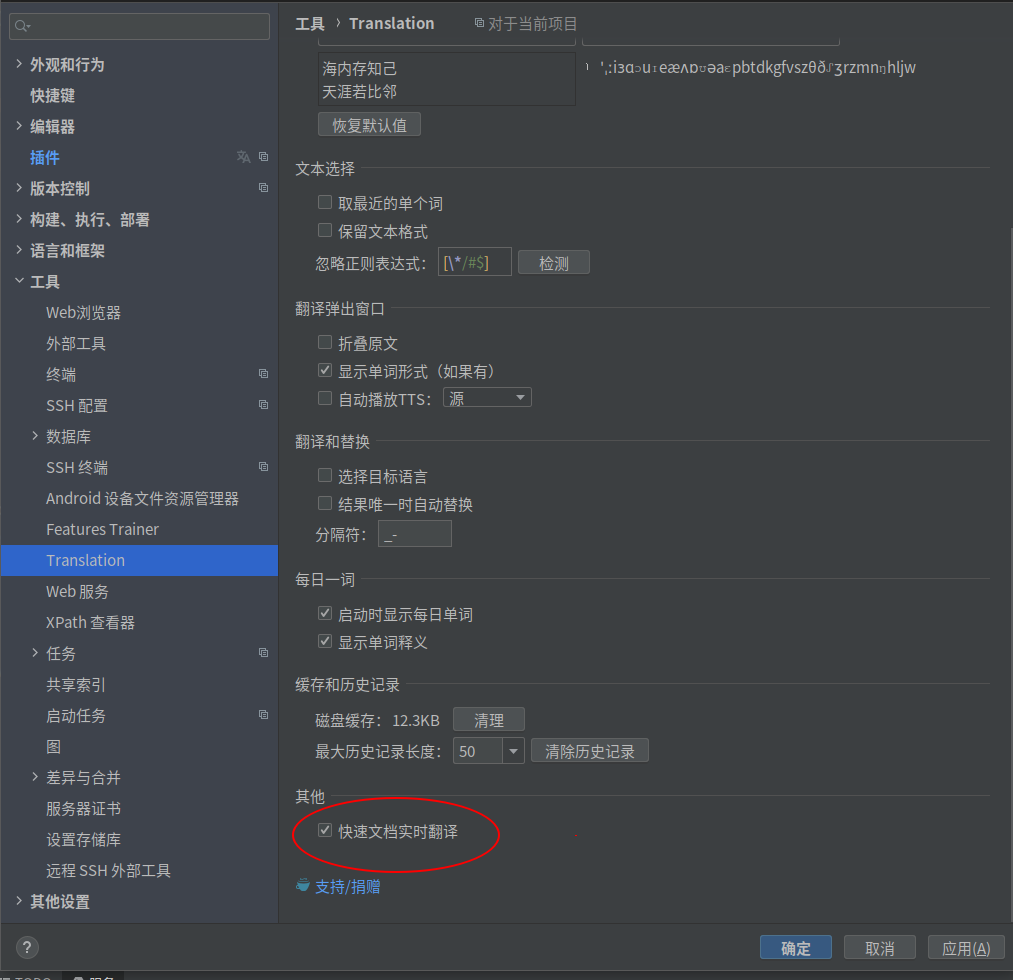 工具 › Translation 对于当前项目
外观和行为
快捷键
编辑器
插件
版本控制
构建、执行、部署
语言和框架
工具
Web浏览器
外部工具
终端
SSH 配置
数据库
SSH 终端
Android 设备文件资源管理器
Features Trainer
Translation
Web 服务
XPath 查看器
任务
共享索引
启动任务
图
差异与合并
服务器证书
设置存储库
远程 SSH 外部工具
其他设置
海内存知己
天涯若比邻
恢复默认值
文本选择
取最近的单个词
保留文本格式
忽略正则表达式： [\*/#$] 检测
翻译弹出窗口
折叠原文
显示单词形式（如果有）
自动播放TTS： 源
翻译和替换
选择目标语言
结果唯一时自动替换
分隔符： _-
每日一词
启动时显示每日单词
显示单词释义
缓存和历史记录
磁盘缓存： 12.3KB 清理
最大历史记录长度： 50 清除历史记录
其他
快速文档实时翻译
支持/捐赠
?
确定 取消 应用(A)